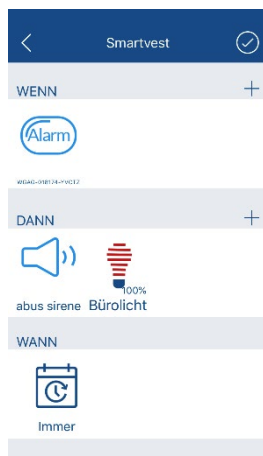 Smartvest
WENN
Alarm
DANN
100%
abus sirene Bürolicht
WANN
Immer